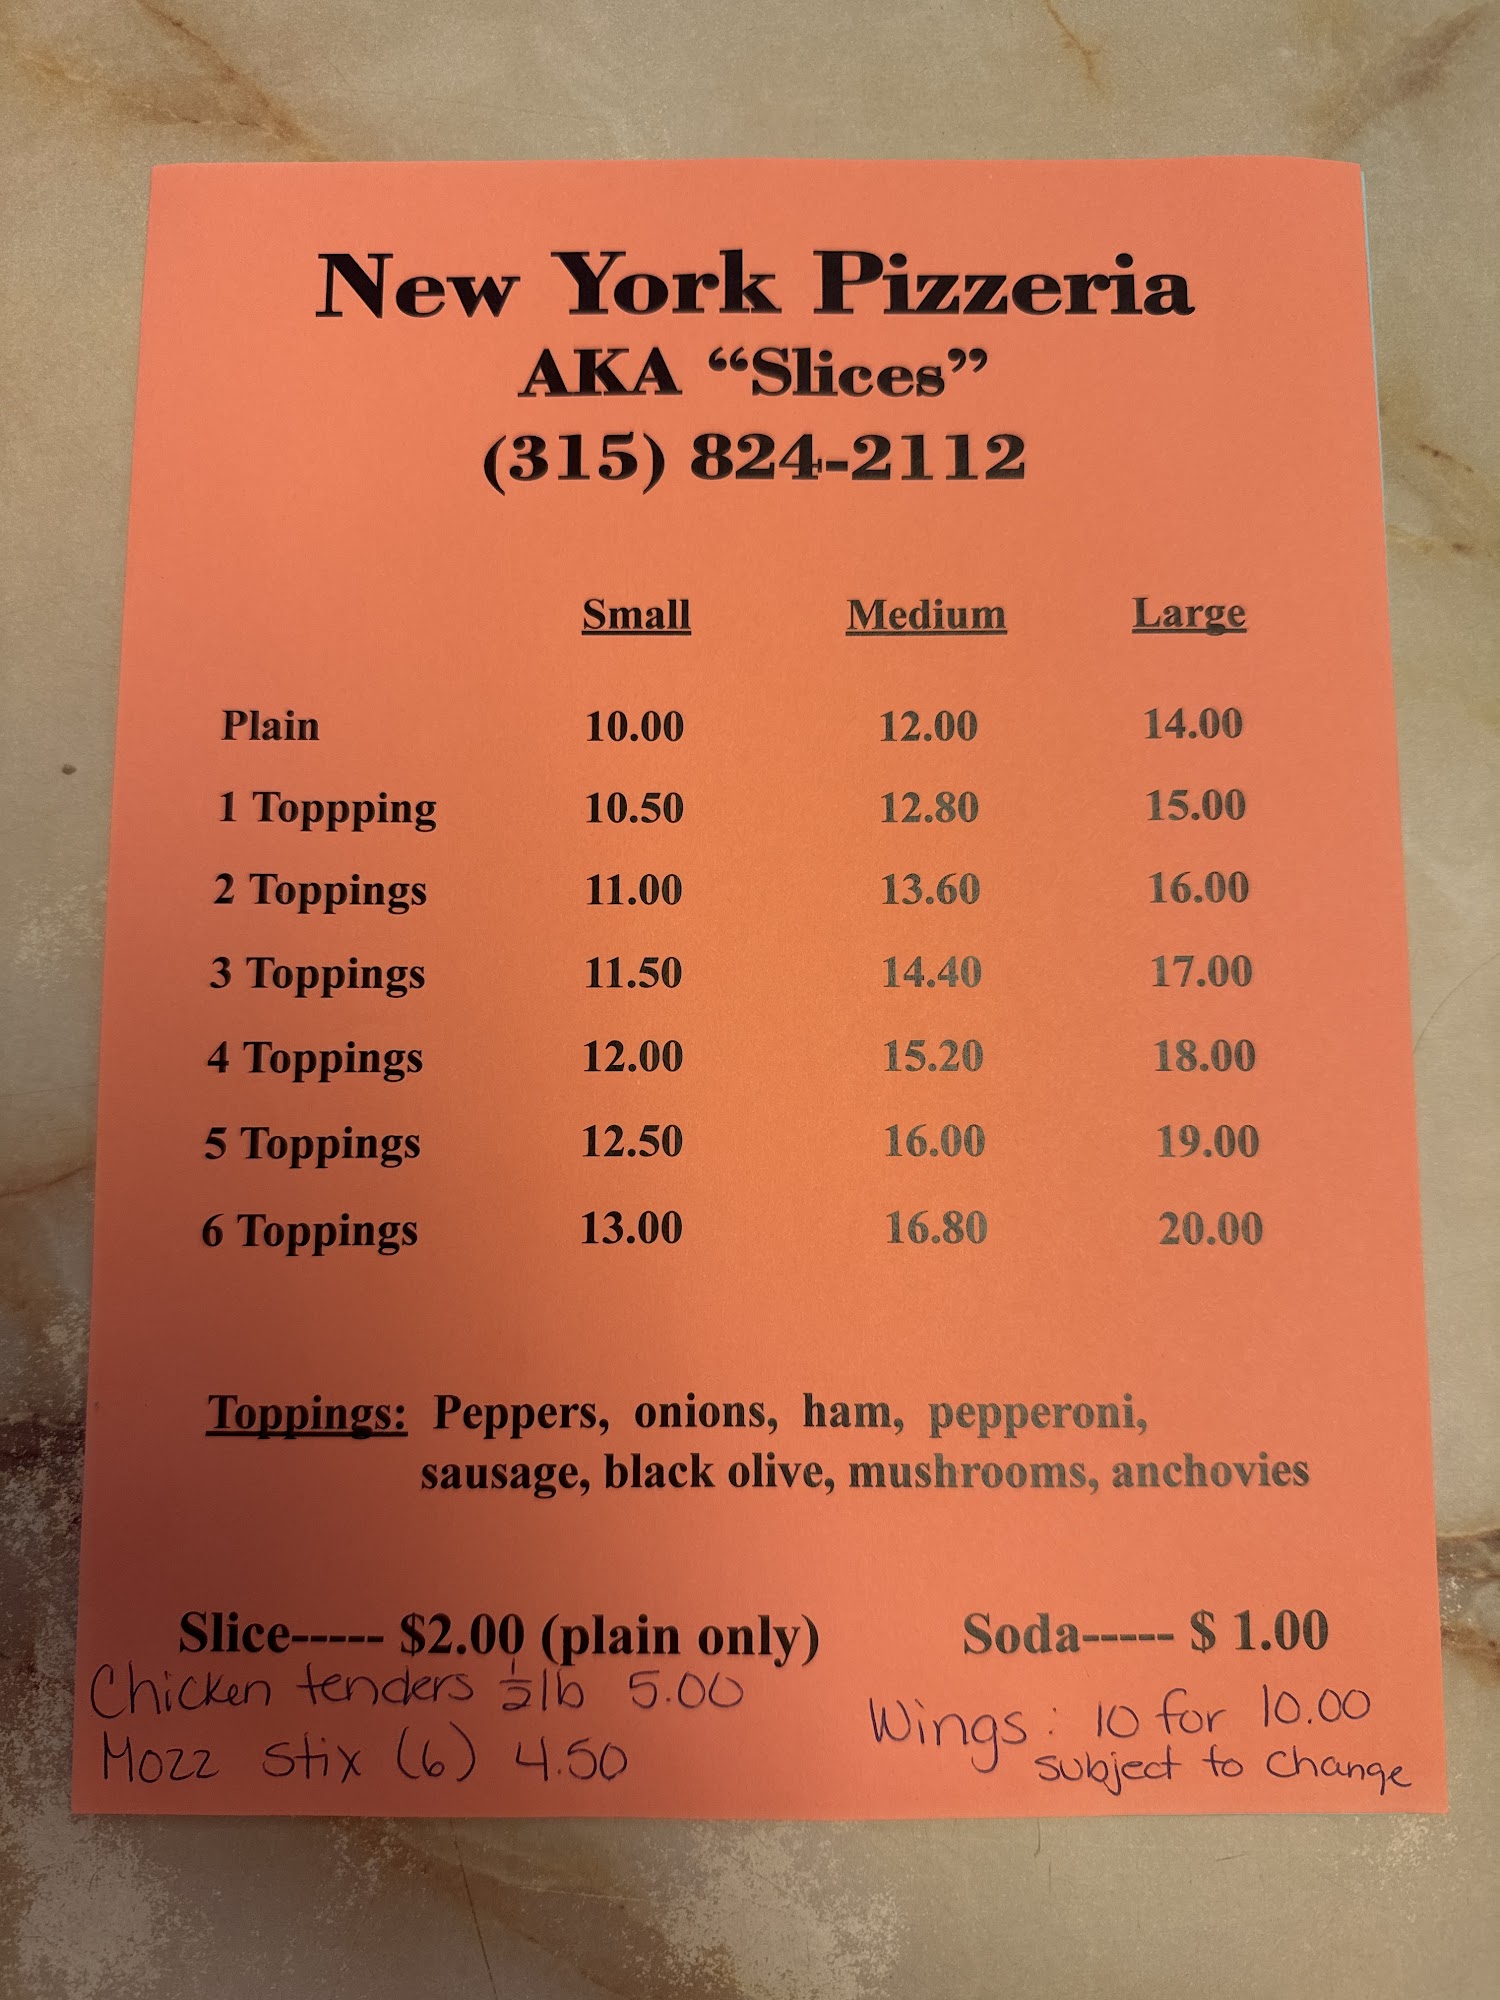 New York Pizzeria
AKA “Slices”
(315) 824-2112
Small Medium Large
Plain 10.00 12.00 14.00
1 Toppping 10.50 12.80 15.00
2 Toppings 11.00 13.60 16.00
3 Toppings 11.50 14.40 17.00
4 Toppings 12.00 15.20 18.00
5 Toppings 12.50 16.00 19.00
6 Toppings 13.00 16.80 20.00
Toppings: Peppers, onions, ham, pepperoni,
sausage, black olive, mushrooms, anchovies
Slice----- $2.00 (plain only) Soda----- $ 1.00
Chicken tenders ½lb 5.00
Mozz stix (6) 4.50
Wings: 10 for 10.00
subject to change